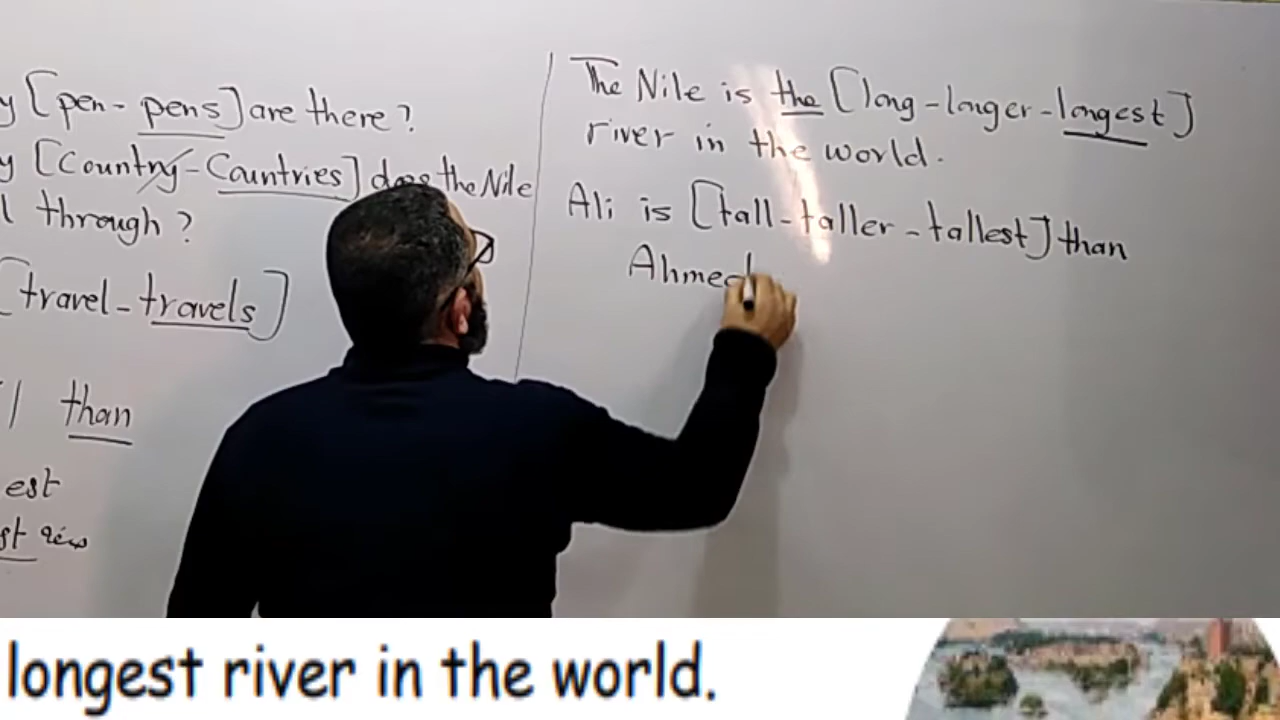 y [pen - pens] are there?
y [Country - Countries] does the Nile
l through?
[travel - travels]
than
est
st
The Nile is the [long - longer - longest]
river in the world.
Ali is [tall - taller - tallest] than
Ahmed
longest river in the world.